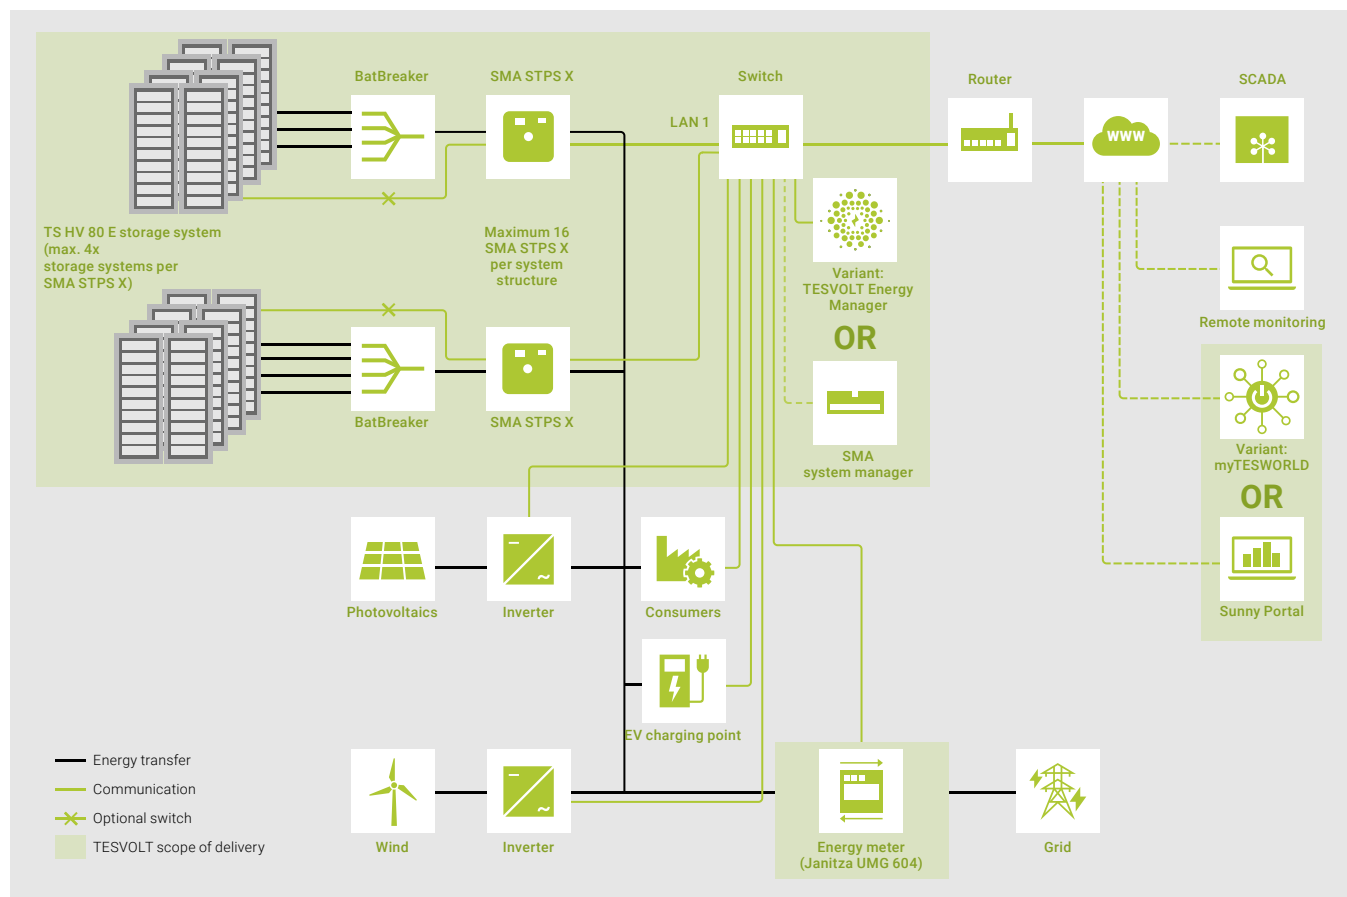 BatBreaker
SMA STPS X
Switch
Router
SCADA
LAN 1
WWW
TS HV 80 E storage system
(max. 4x
storage systems per
SMA STPS X)
Maximum 16
SMA STPS X
per system
structure
Variant:
TESVOLT Energy
Manager
OR
Remote monitoring
BatBreaker
SMA STPS X
SMA
system manager
Variant:
myTESWORLD
OR
Photovoltaics
Inverter
Consumers
Sunny Portal
EV charging point
Energy transfer
Communication
Optional switch
TESVOLT scope of delivery
Wind
Inverter
Energy meter
(Janitza UMG 604)
Grid